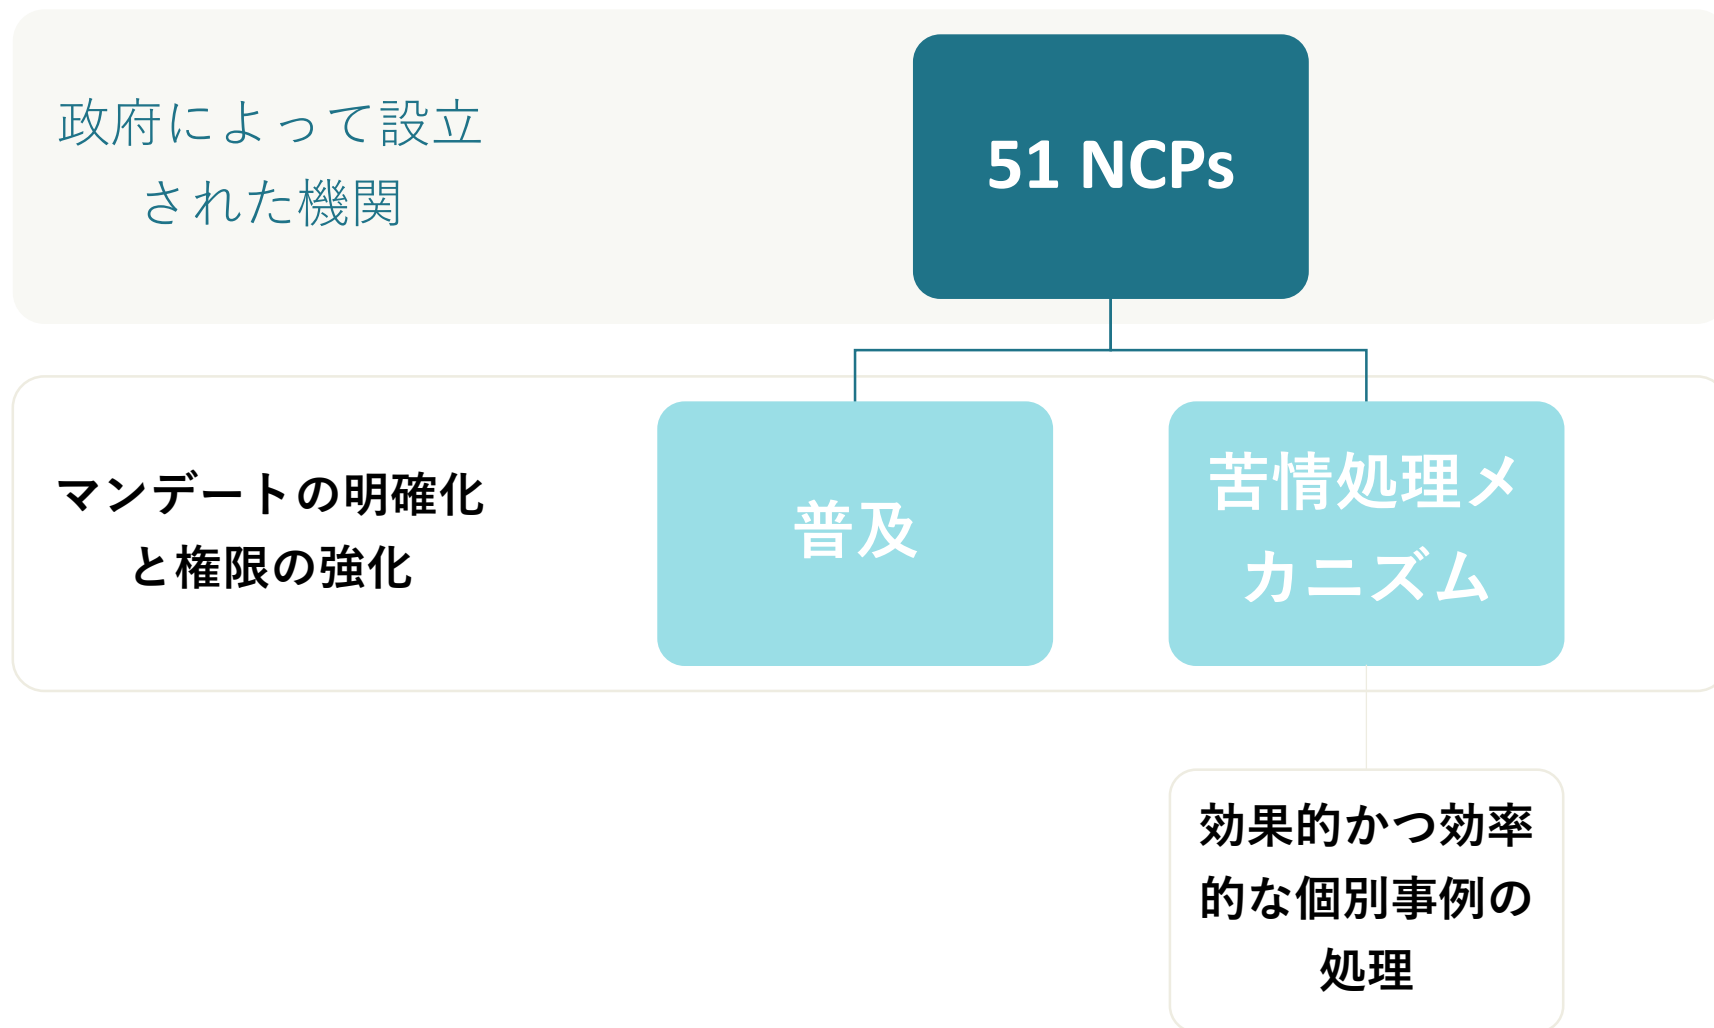 政府によって設立
された機関
51 NCPs
マンデートの明確化
と権限の強化
普及
苦情処理メ
カニズム
効果的かつ効率
的な個別事例の
処理